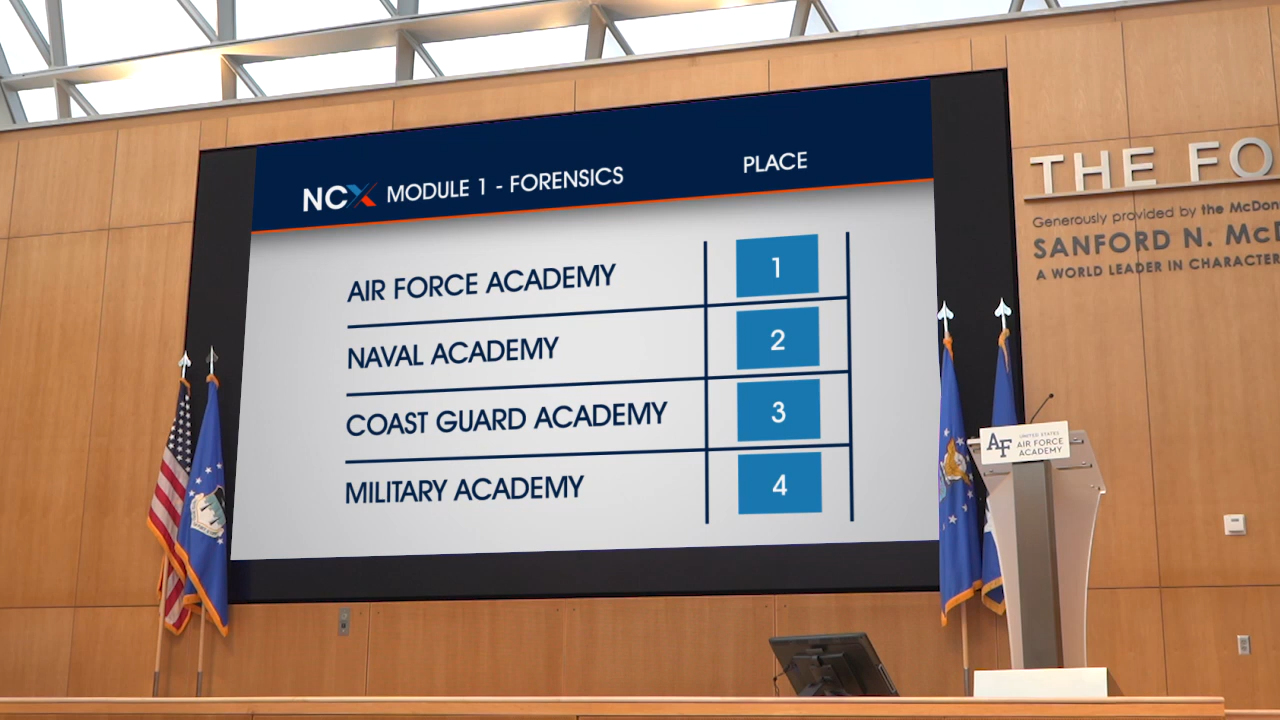 NCX MODULE 1 - FORENSICS
PLACE
AIR FORCE ACADEMY
1
NAVAL ACADEMY
2
COAST GUARD ACADEMY
3
MILITARY ACADEMY
4
THE FO
Generously provided by the McDon
SANFORD N. McD
A WORLD LEADER IN CHARACTER
AF
UNITED STATES
AIR FORCE
ACADEMY